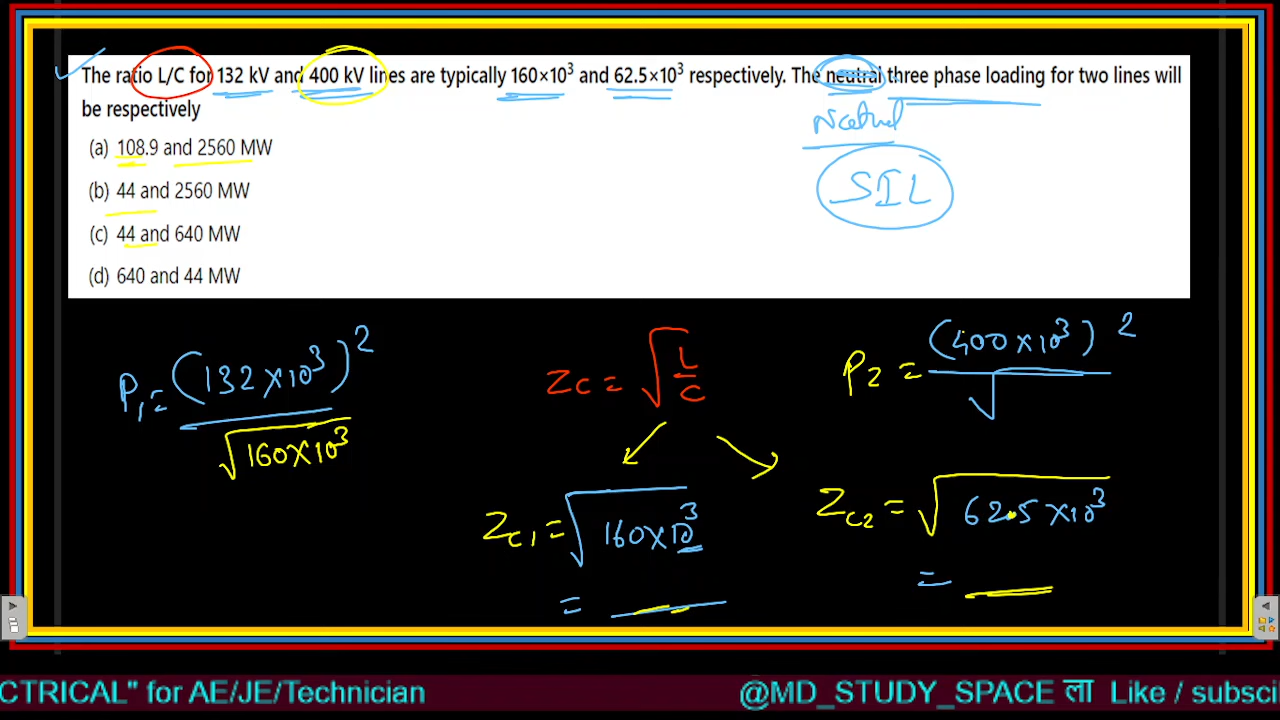 The ratio L/C for 132 kV and 400 kV lines are typically 160×10³ and 62.5×10³ respectively. The neutral three phase loading for two lines will
be respectively
Natural
(a) 108.9 and 2560 MW
(b) 44 and 2560 MW
SIL
(c) 44 and 640 MW
(d) 640 and 44 MW
P₁ = (132×10³)² / √160×10³
Zc = √L/C
P2 = (400×10³)² / √
Zc1 = √160×10³
=
Zc2 = √62.5×10³
=
CTRICAL" for AE/JE/Technician @MD_STUDY_SPACE ला Like / subsci